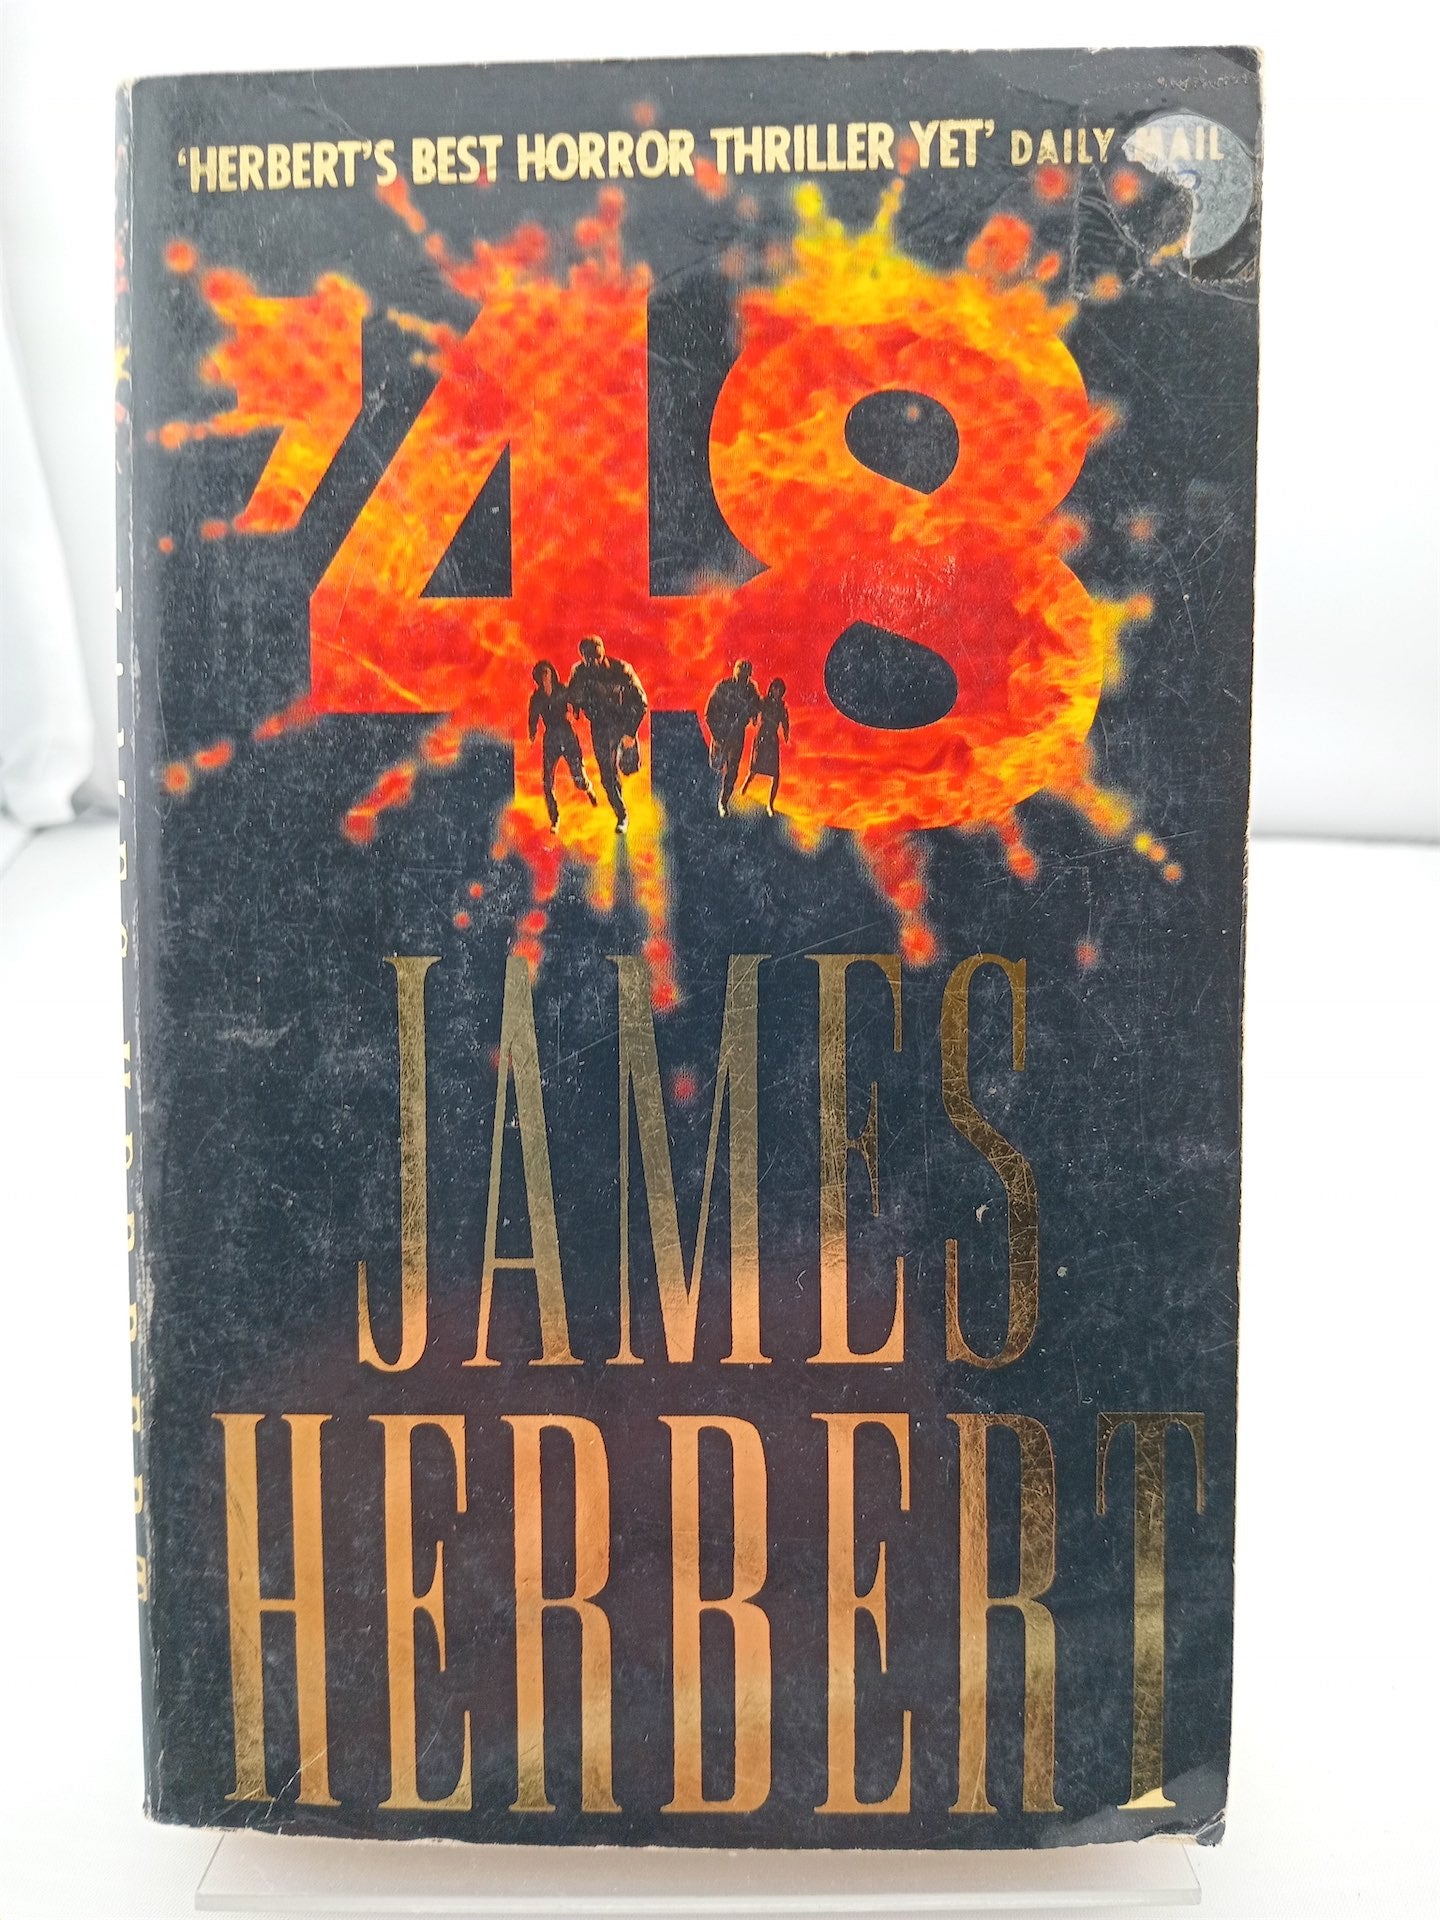 'HERBERT'S BEST HORROR THRILLER YET' DAILY MAIL
'48
JAMES
HERBERT